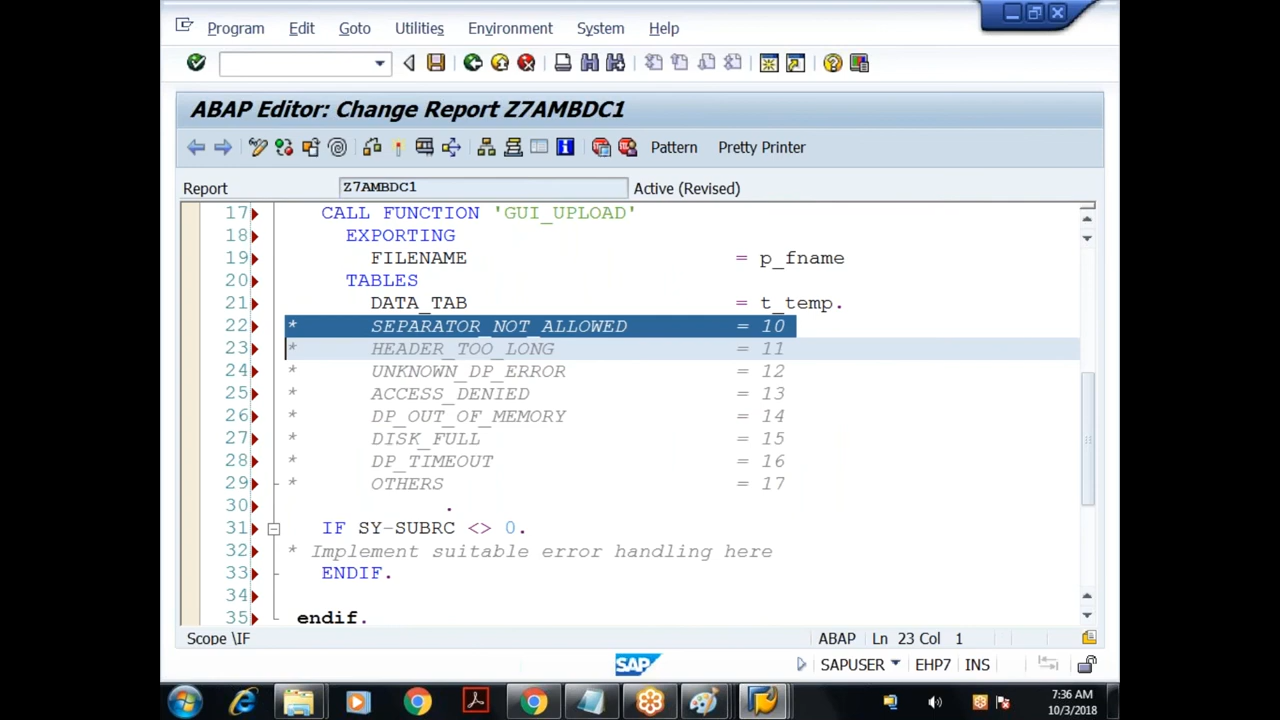 Program Edit Goto Utilities Environment System Help
ABAP Editor: Change Report Z7AMBDC1
Pattern Pretty Printer
Report Z7AMBDC1 Active (Revised)
17 CALL FUNCTION 'GUI_UPLOAD'
18 EXPORTING
19 FILENAME = p_fname
20 TABLES
21 DATA_TAB = t_temp.
22 * SEPARATOR_NOT_ALLOWED = 10
23 * HEADER_TOO_LONG = 11
24 * UNKNOWN_DP_ERROR = 12
25 * ACCESS_DENIED = 13
26 * DP_OUT_OF_MEMORY = 14
27 * DISK_FULL = 15
28 * DP_TIMEOUT = 16
29 * OTHERS = 17
30 .
31 IF SY-SUBRC <> 0.
32 * Implement suitable error handling here
33 ENDIF.
34
35 endif.
Scope \IF ABAP Ln 23 Col 1
SAP SAPUSER EHP7 INS
7:36 AM
10/3/2018